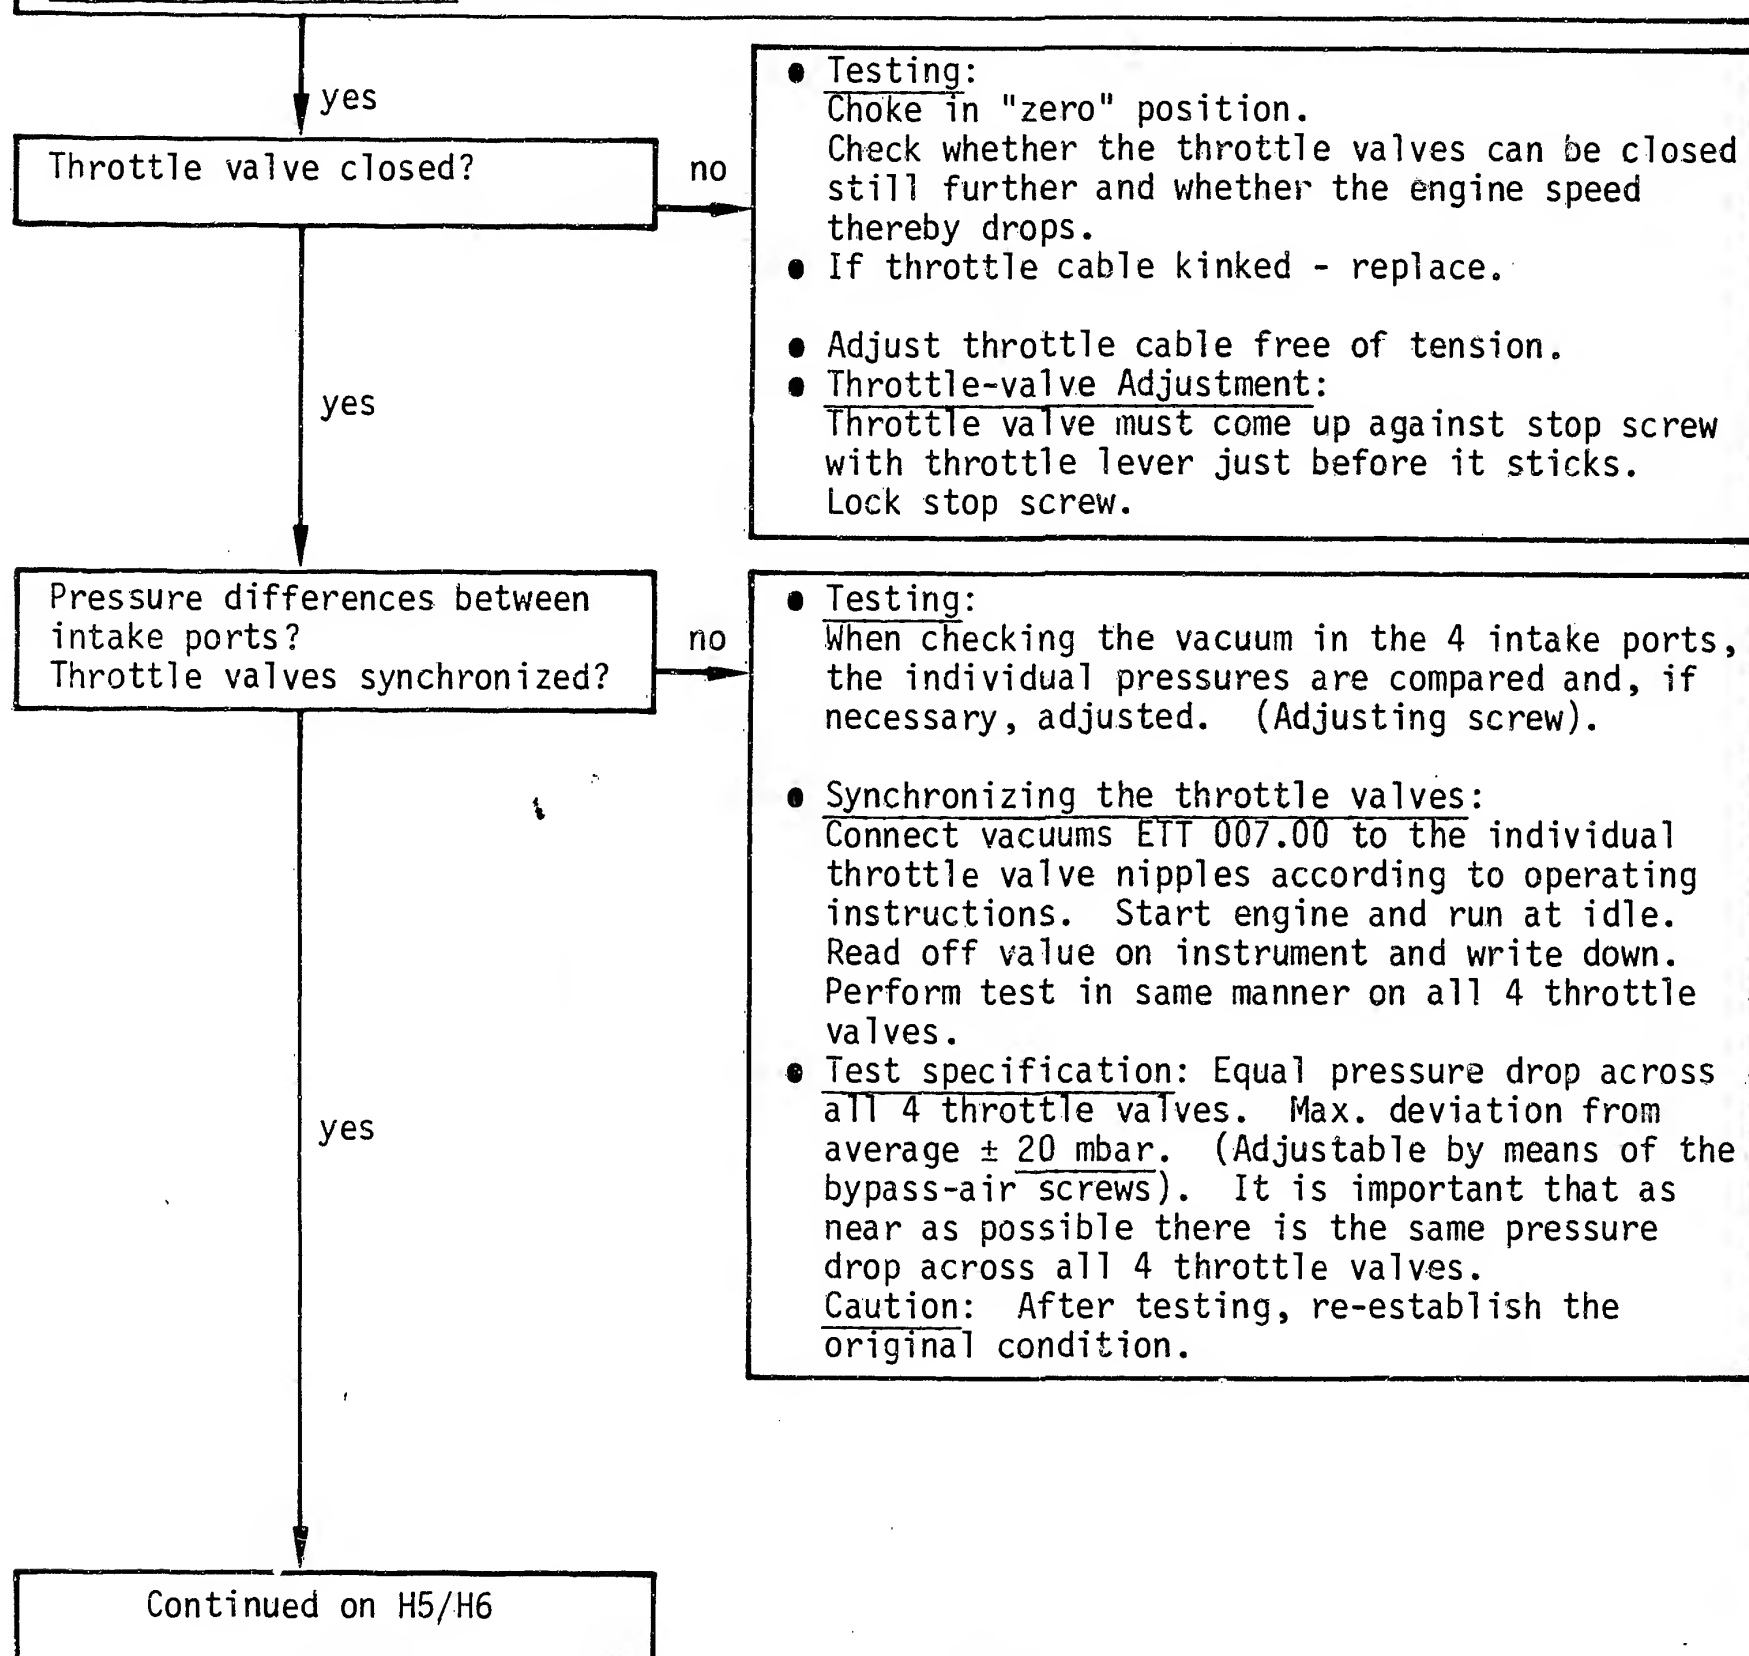 yes
Throttle valve closed?
no
● Testing:
Choke in "zero" position.
Check whether the throttle valves can be closed
still further and whether the engine speed
thereby drops.
● If throttle cable kinked - replace.
● Adjust throttle cable free of tension.
● Throttle-valve Adjustment:
Throttle valve must come up against stop screw
with throttle lever just before it sticks.
Lock stop screw.
yes
Pressure differences between
intake ports?
Throttle valves synchronized?
no
● Testing:
When checking the vacuum in the 4 intake ports,
the individual pressures are compared and, if
necessary, adjusted. (Adjusting screw).
● Synchronizing the throttle valves:
Connect vacuums ETT 007.00 to the individual
throttle valve nipples according to operating
instructions. Start engine and run at idle.
Read off value on instrument and write down.
Perform test in same manner on all 4 throttle
valves.
● Test specification: Equal pressure drop across
all 4 throttle valves. Max. deviation from
average ± 20 mbar. (Adjustable by means of the
bypass-air screws). It is important that as
near as possible there is the same pressure
drop across all 4 throttle valves.
Caution: After testing, re-establish the
original condition.
yes
Continued on H5/H6